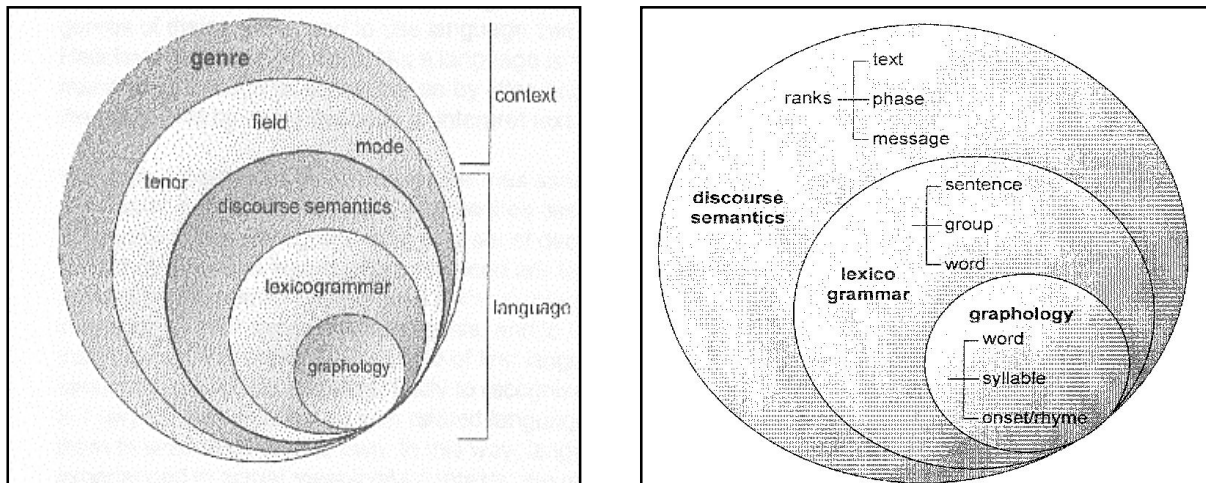 genre
context
field
mode
tenor
discourse semantics
lexicogrammar
language
graphology
text
ranks
phase
message
sentence
discourse
semantics
group
word
lexico
grammar
graphology
word
syllable
onset/rhyme